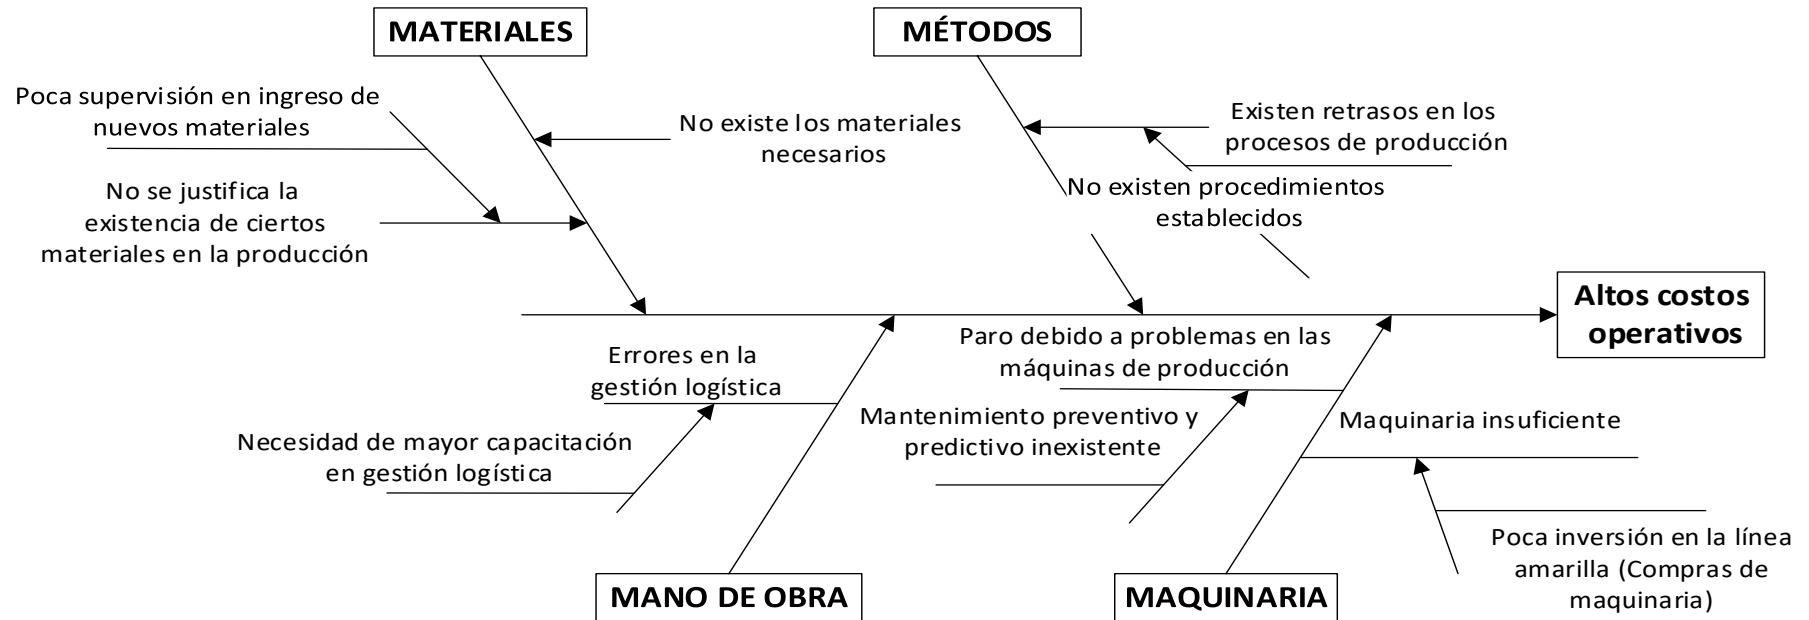 MATERIALES
MÉTODOS
Poca supervisión en ingreso de
nuevos materiales
No existe los materiales
necesarios
Existen retrasos en los
procesos de producción
No se justifica la
existencia de ciertos
materiales en la producción
No existen procedimientos
establecidos
Altos costos
operativos
Errores en la
gestión logística
Paro debido a problemas en las
máquinas de producción
Necesidad de mayor capacitación
en gestión logística
Mantenimiento preventivo y
predictivo inexistente
Maquinaria insuficiente
Poca inversión en la línea
amarilla (Compras de
maquinaria)
MANO DE OBRA
MAQUINARIA